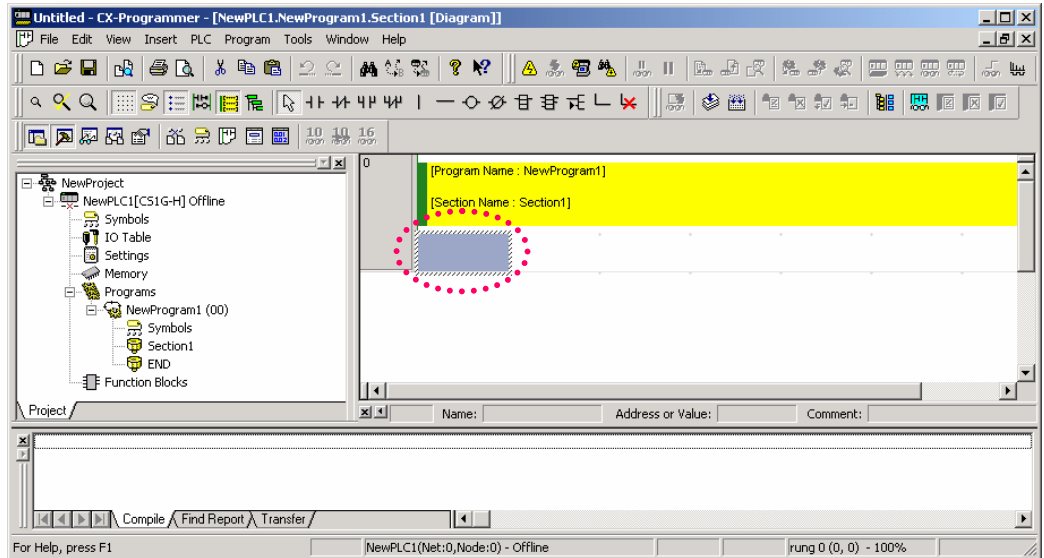 Untitled - CX-Programmer - [NewPLC1.NewProgram1.Section1 [Diagram]]
File Edit View Insert PLC Program Tools Window Help
10 10 16
NewProject
NewPLC1[CS1G-H] Offline
Symbols
IO Table
Settings
Memory
Programs
NewProgram1 (00)
Symbols
Section1
END
Function Blocks
Project
0
[Program Name : NewProgram1]
[Section Name : Section1]
Name: Address or Value: Comment:
Compile Find Report Transfer
For Help, press F1 NewPLC1(Net:0,Node:0) - Offline rung 0 (0, 0) - 100%